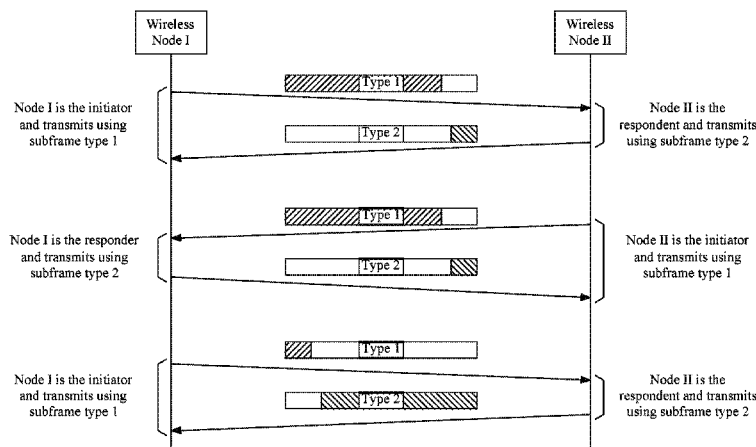 Wireless
Node I
Wireless
Node II
Type 1
Node I is the initiator
and transmits using
subframe type 1
Type 2
Node II is the
respondent and transmits
using subframe type 2
Type 1
Node I is the responder
and transmits using
subframe type 2
Type 2
Node II is the initiator
and transmits using
subframe type 1
Type 1
Node I is the initiator
and transmits using
subframe type 1
Type 2
Node II is the
respondent and transmits
using subframe type 2